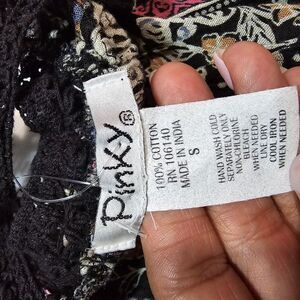 Pinky®
100% COTTON
RN 106140
MADE IN INDIA
S
HAND WASH COLD
SEPARATELY ONLY
NON-CHLORINE
BLEACH
WHEN NEEDED
LINE DRY
COOL IRON
WHEN NEEDED